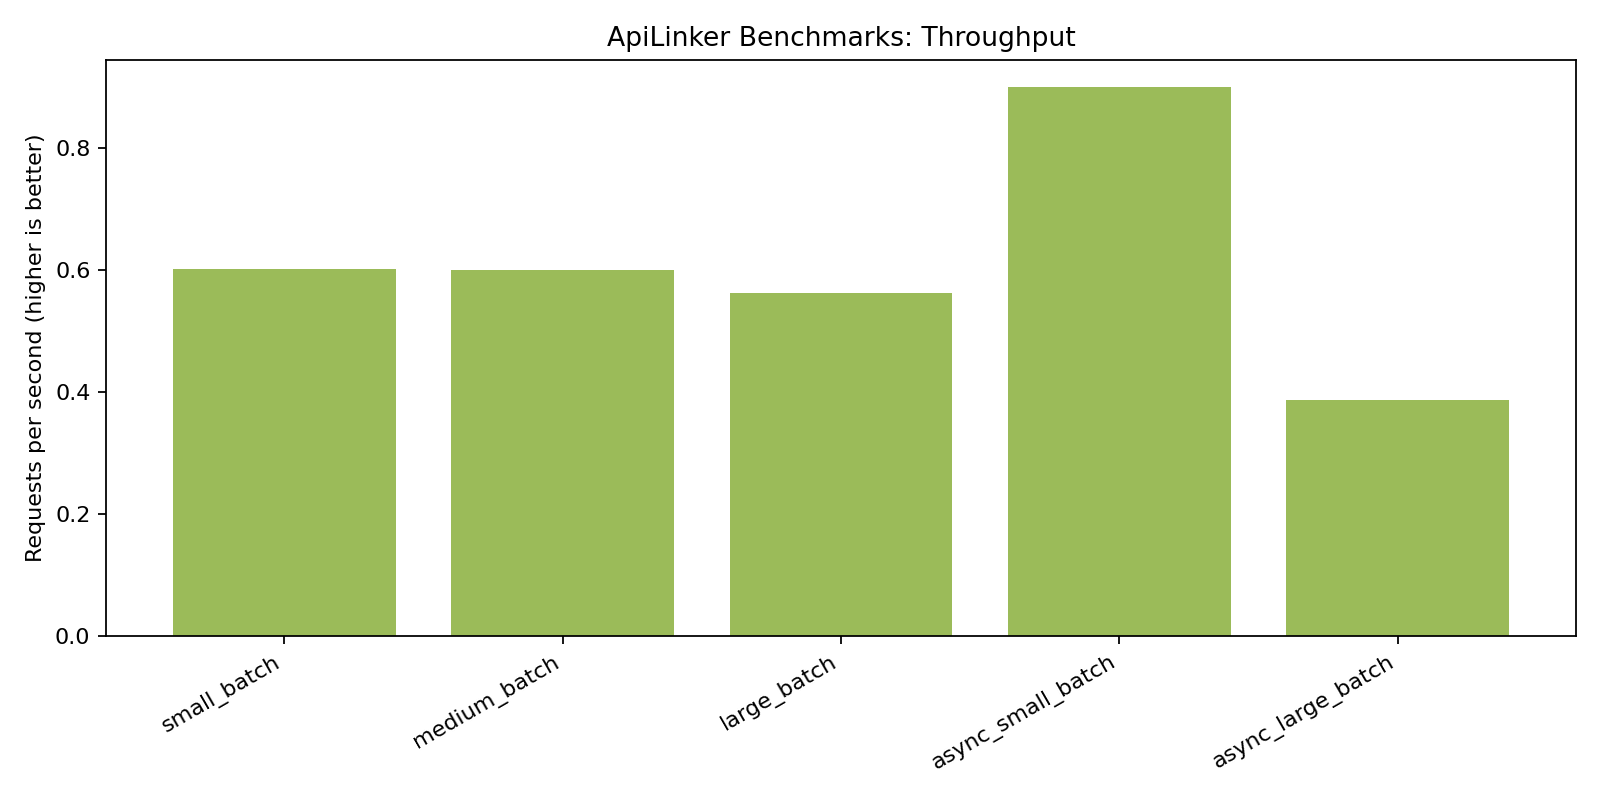 ApiLinker Benchmarks: Throughput
Requests per second (higher is better)
0.8
0.6
0.4
0.2
0.0
small_batch
medium_batch
large_batch
async_small_batch
async_large_batch